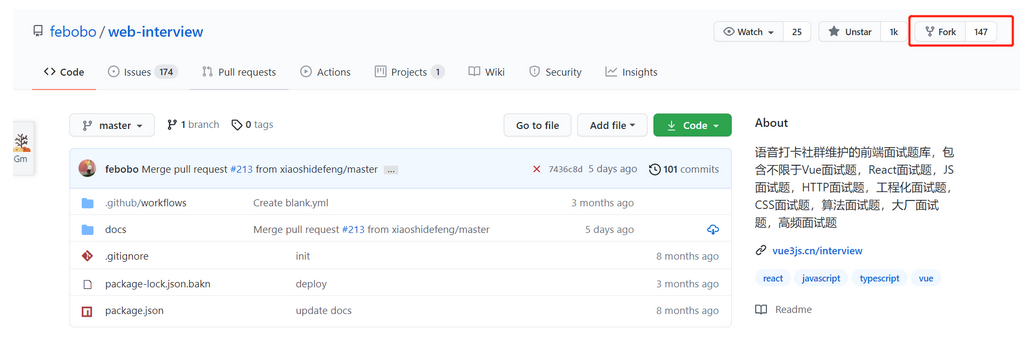 febobo / web-interview
Watch 25 Unstar 1k Fork 147
Code Issues 174 Pull requests Actions Projects 1 Wiki Security Insights
master 1 branch 0 tags Go to file Add file Code
Gm
febobo Merge pull request #213 from xiaoshidefeng/master ... 7436c8d 5 days ago 101 commits
.github/workflows Create blank.yml 3 months ago
docs Merge pull request #213 from xiaoshidefeng/master 5 days ago
.gitignore init 8 months ago
package-lock.json.bakn deploy 3 months ago
package.json update docs 8 months ago
About
语音打卡社群维护的前端面试题库，包
含不限于Vue面试题，React面试题，JS
面试题，HTTP面试题，工程化面试题，
CSS面试题，算法面试题，大厂面试
题，高频面试题
vue3js.cn/interview
react javascript typescript vue
Readme